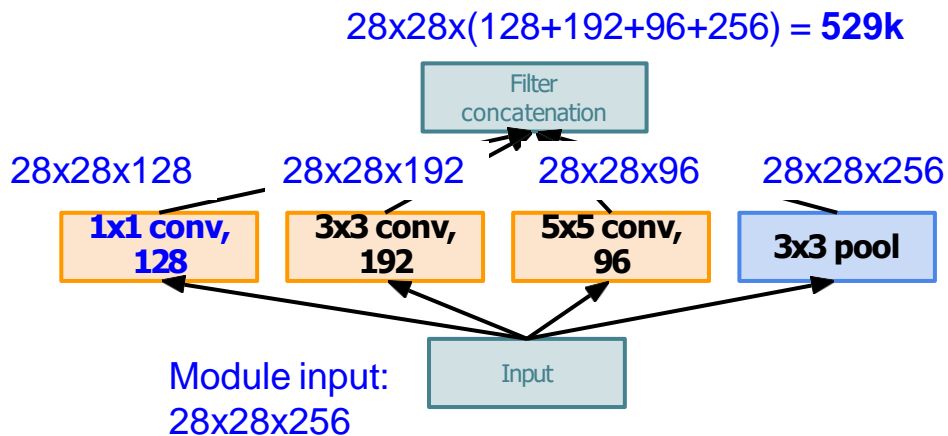 28x28x(128+192+96+256) = 529k
Filter
concatenation
28x28x128
28x28x192
28x28x96
28x28x256
1x1 conv,
128
3x3 conv,
192
5x5 conv,
96
3x3 pool
Input
Module input:
28x28x256